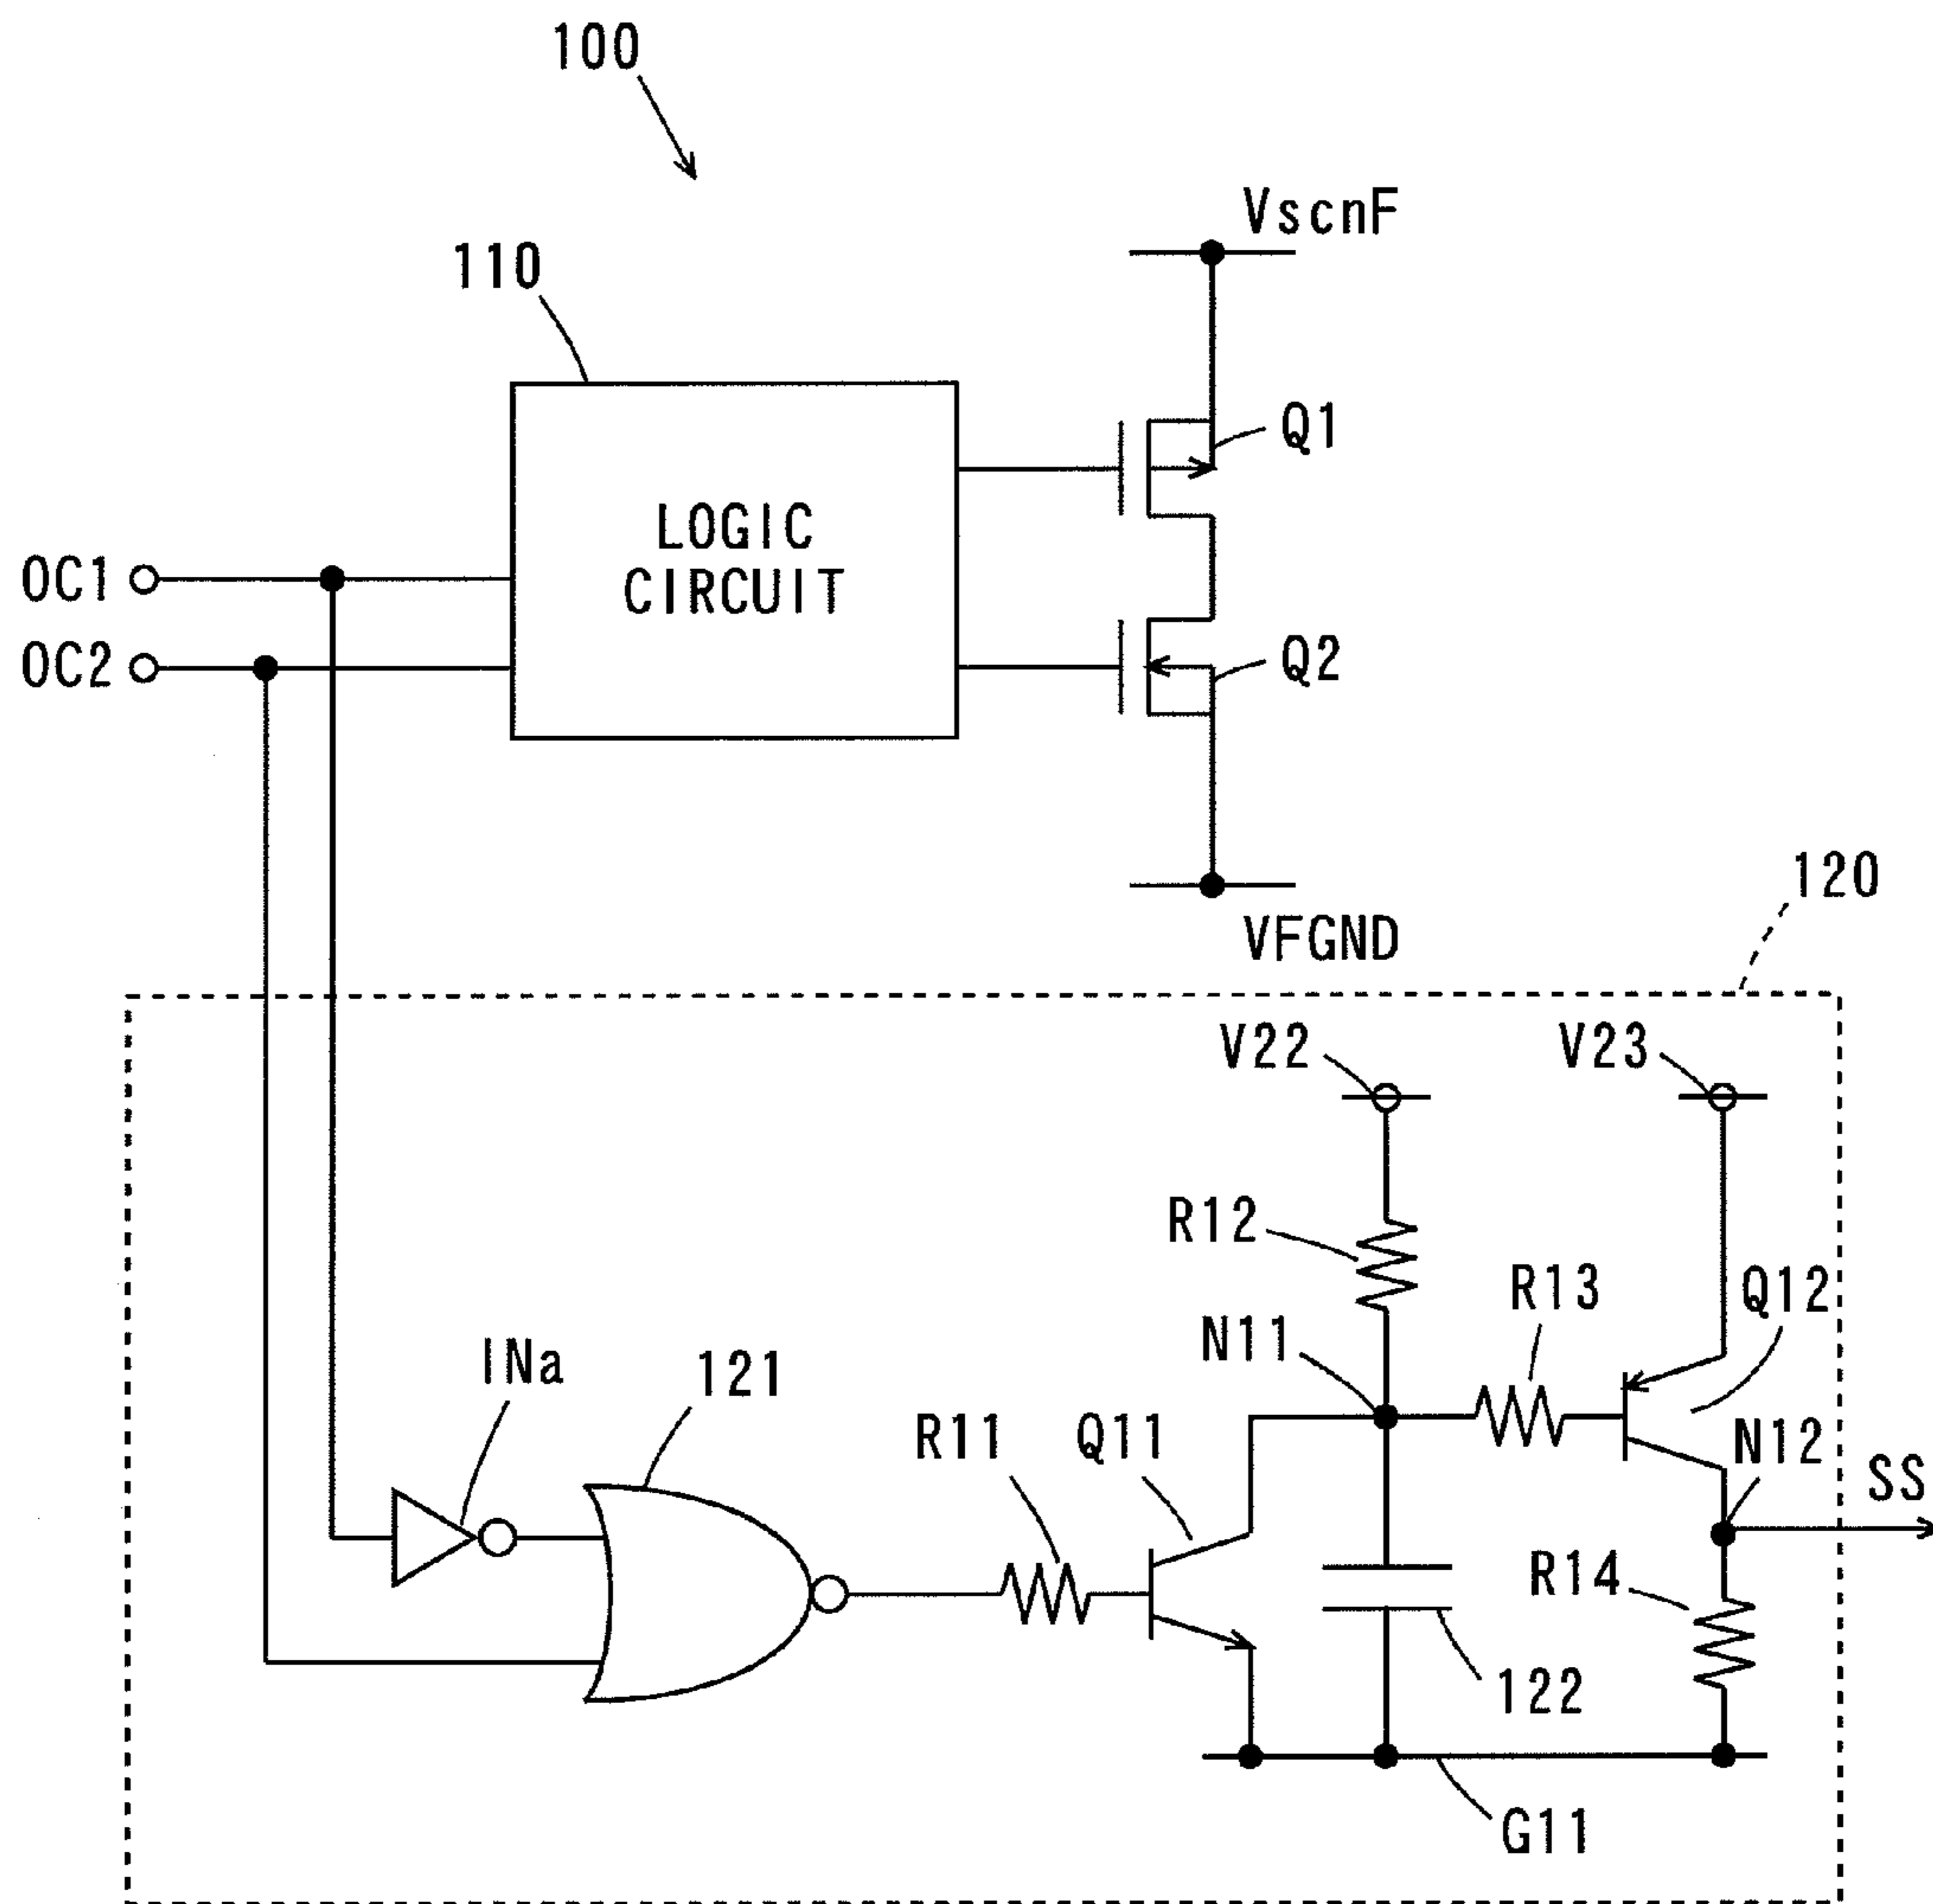 100
VscnF
110
Q1
LOGIC
CIRCUIT
OC1
OC2
Q2
120
VFGND
V22
V23
R12
R13
Q12
N11
INa
121
R11
Q11
N12
SS
R14
122
G11